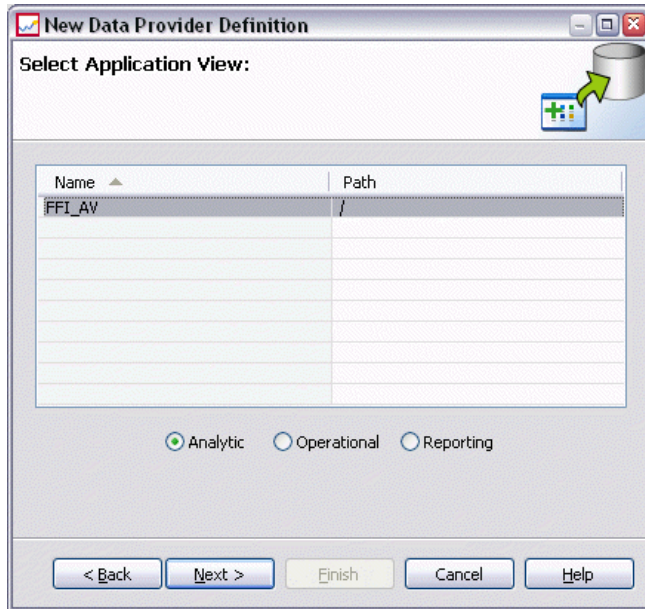 New Data Provider Definition
Select Application View:
Name Path
FFI_AV /
Analytic Operational Reporting
< Back Next > Finish Cancel Help